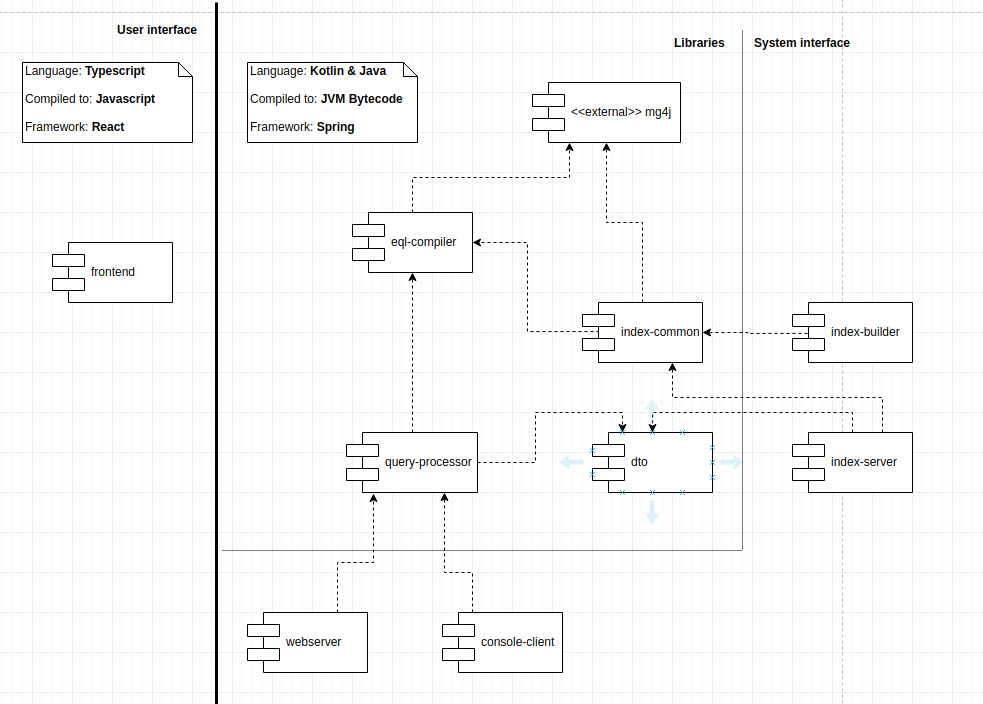 User interface
Libraries
System interface
Language: Typescript
Compiled to: Javascript
Framework: React
Language: Kotlin & Java
Compiled to: JVM Bytecode
Framework: Spring
<<external>> mg4j
eql-compiler
frontend
index-common
index-builder
query-processor
dto
index-server
webserver
console-client